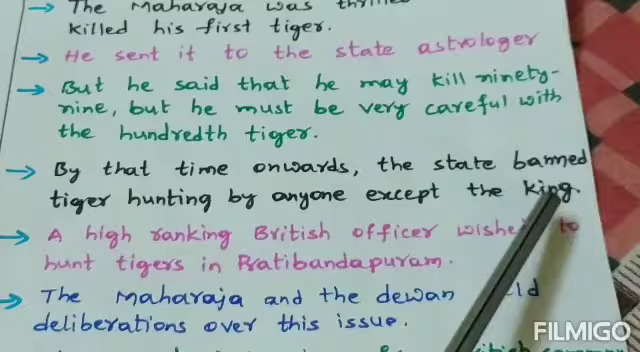 → The Maharaja was
killed his first tiger.
→ He sent it to the state astrologer
→ But he said that he may kill ninety-
nine, but he must be very careful with
the hundredth tiger.
→ By that time onwards, the state banned
tiger hunting by anyone except the king.
→ A high ranking British officer to
hunt tigers in Pratibandapuram.
→ The Maharaja and the dewan
deliberations over this issue.
FILMIGO